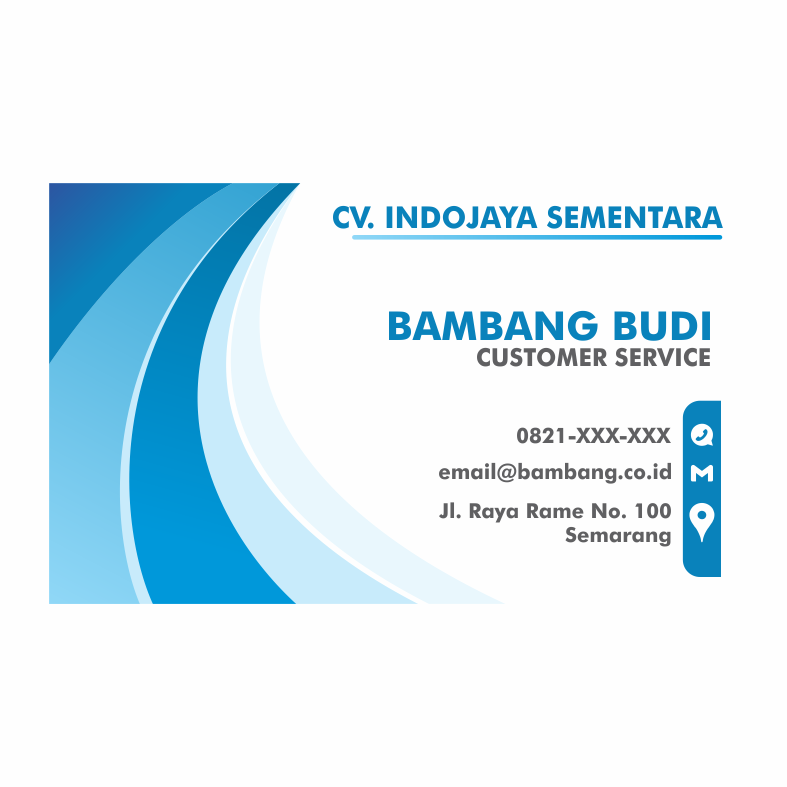 CV. INDOJAYA SEMENTARA
BAMBANG BUDI
CUSTOMER SERVICE
0821-XXX-XXX
email@bambang.co.id
Jl. Raya Rame No. 100
Semarang